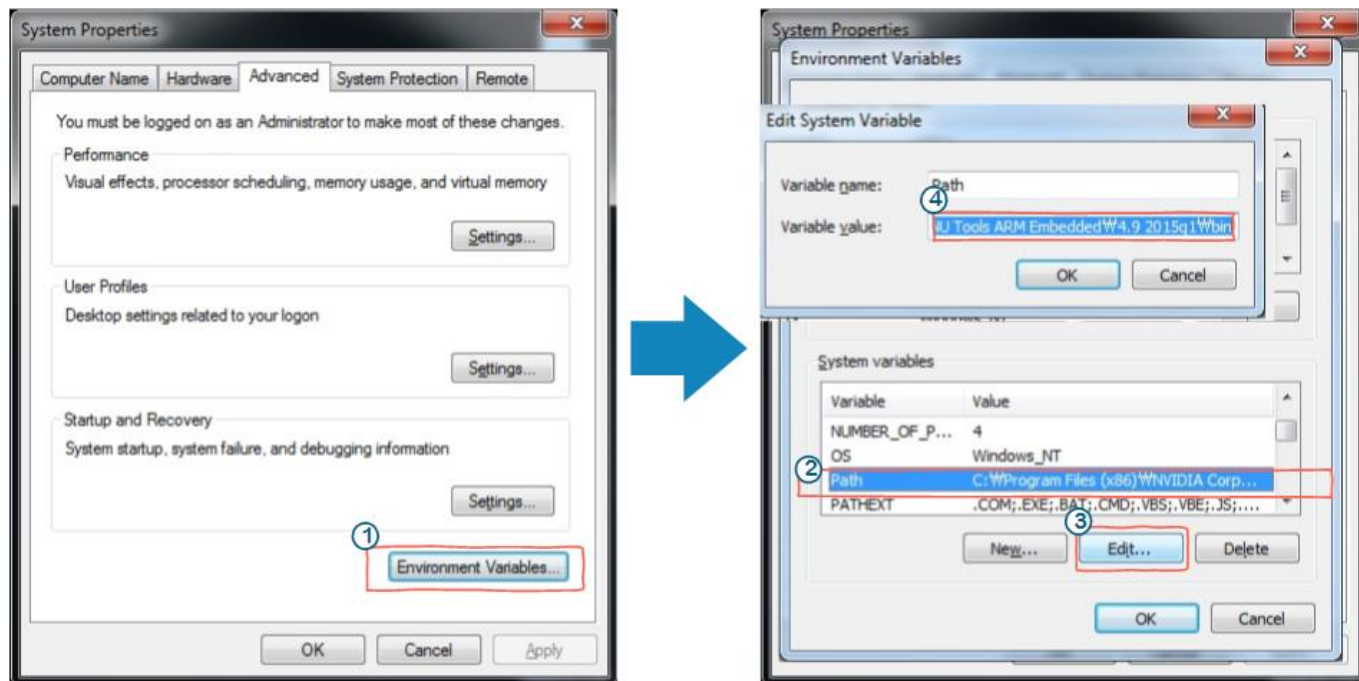 System Properties
Computer Name Hardware Advanced System Protection Remote
You must be logged on as an Administrator to make most of these changes.
Performance
Visual effects, processor scheduling, memory usage, and virtual memory
Settings...
User Profiles
Desktop settings related to your logon
Settings...
Startup and Recovery
System startup, system failure, and debugging information
Settings...
①
Environment Variables...
OK Cancel Apply
System Properties
Environment Variables
Edit System Variable
Variable name: Path
④
Variable value: NU Tools ARM Embedded₩4.9 2015q1₩bin
OK Cancel
System variables
Variable Value
NUMBER_OF_P... 4
OS Windows_NT
②
Path C:₩Program Files (x86)₩NVIDIA Corp...
PATHEXT .COM;.EXE;.BAT;.CMD;.VBS;.VBE;.JS;....
③
New... Edit... Delete
OK Cancel